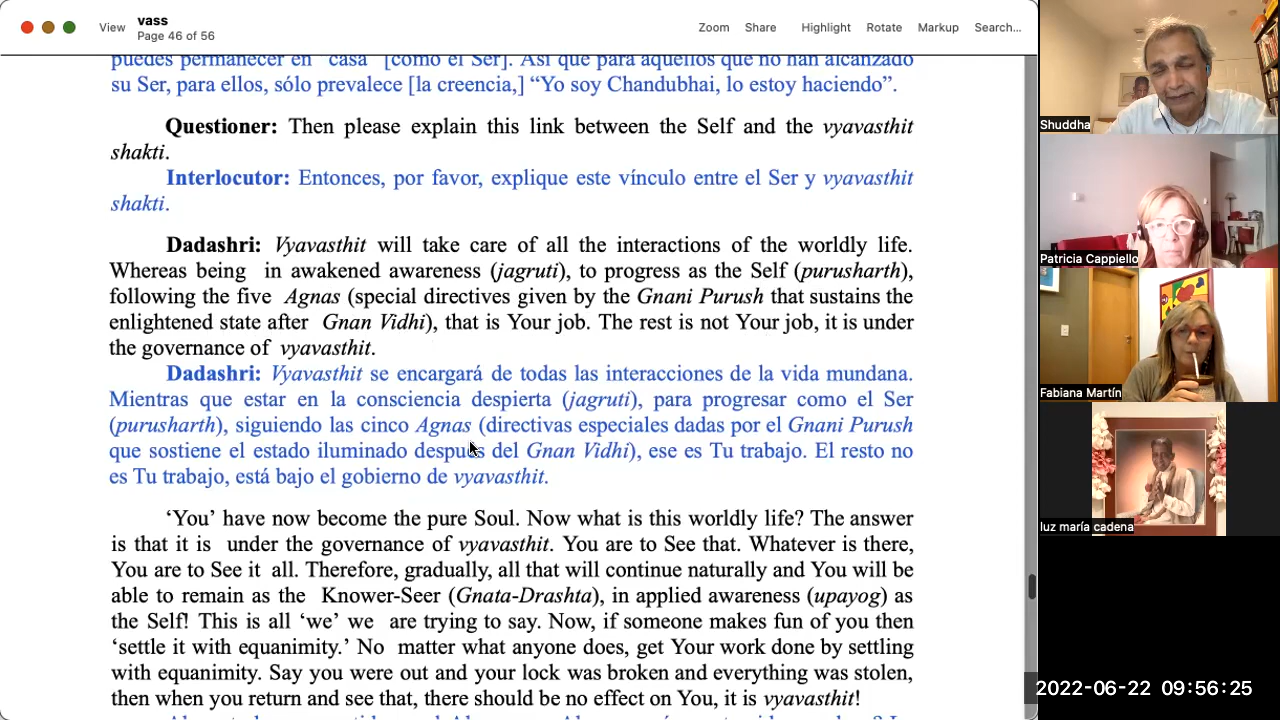 View
vass
Page 46 of 56
Zoom
Share
Highlight
Rotate
Markup
Search...
puedes permanecer en “casa” [como el Ser]. Así que para aquellos que no han alcanzado
su Ser, para ellos, sólo prevalece [la creencia,] “Yo soy Chandubhai, lo estoy haciendo”.
Questioner: Then please explain this link between the Self and the vyavasthit
shakti.
Interlocutor: Entonces, por favor, explique este vínculo entre el Ser y vyavasthit
shakti.
Dadashri: Vyavasthit will take care of all the interactions of the worldly life.
Whereas being in awakened awareness (jagruti), to progress as the Self (purusharth),
following the five Agnas (special directives given by the Gnani Purush that sustains the
enlightened state after Gnan Vidhi), that is Your job. The rest is not Your job, it is under
the governance of vyavasthit.
Dadashri: Vyavasthit se encargará de todas las interacciones de la vida mundana.
Mientras que estar en la consciencia despierta (jagruti), para progresar como el Ser
(purusharth), siguiendo las cinco Agnas (directivas especiales dadas por el Gnani Purush
que sostiene el estado iluminado después del Gnan Vidhi), ese es Tu trabajo. El resto no
es Tu trabajo, está bajo el gobierno de vyavasthit.
‘You’ have now become the pure Soul. Now what is this worldly life? The answer
is that it is under the governance of vyavasthit. You are to See that. Whatever is there,
You are to See it all. Therefore, gradually, all that will continue naturally and You will be
able to remain as the Knower-Seer (Gnata-Drashta), in applied awareness (upayog) as
the Self! This is all ‘we’ we are trying to say. Now, if someone makes fun of you then
‘settle it with equanimity.’ No matter what anyone does, get Your work done by settling
with equanimity. Say you were out and your lock was broken and everything was stolen,
then when you return and see that, there should be no effect on You, it is vyavasthit!
Shuddha
Patricia Cappiello
Fabiana Martín
luz maría cadena
2022-06-22 09:56:25